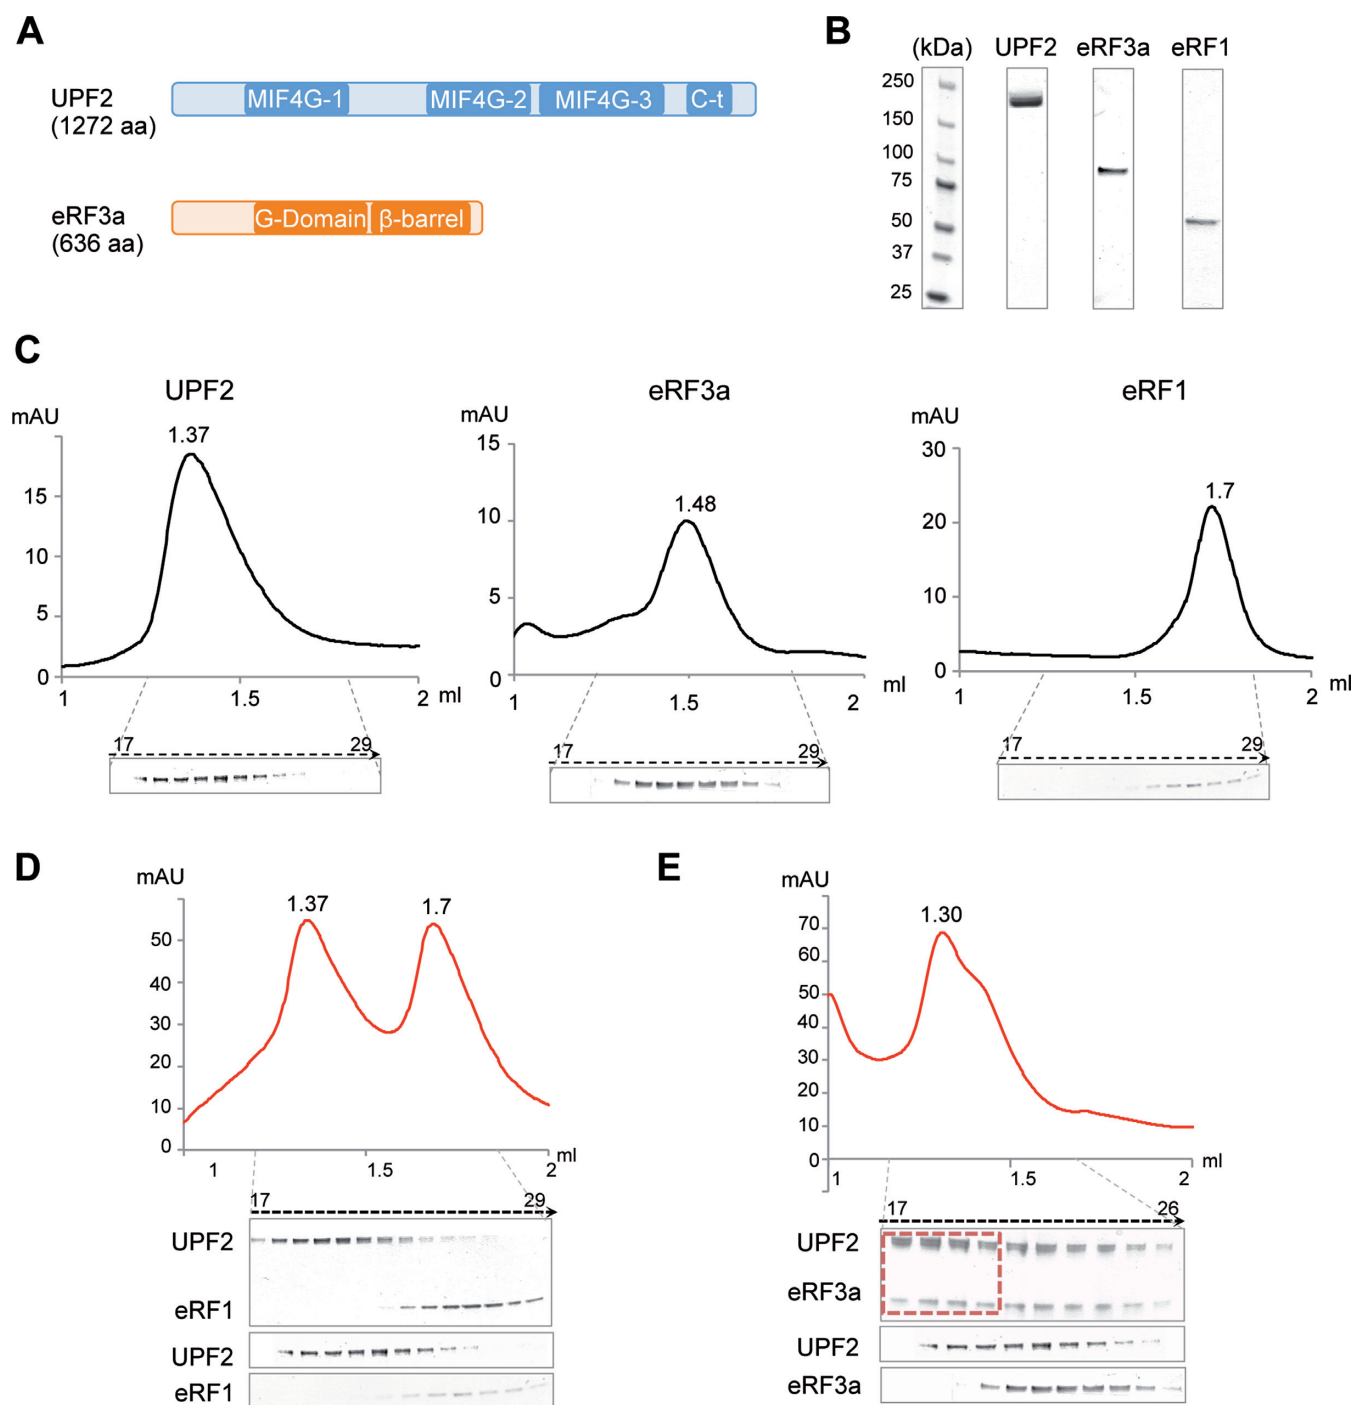 A
UPF2
(1272 aa)
MIF4G-1
MIF4G-2
MIF4G-3
C-t
eRF3a
(636 aa)
G-Domain
β-barrel
B
(kDa)
UPF2
eRF3a
eRF1
250
150
100
75
50
37
25
C
UPF2
mAU
1.37
15
10
5
0
1
1.5
2
ml
17
29
eRF3a
mAU
1.48
15
10
5
0
1
1.5
2
ml
17
29
eRF1
mAU
1.7
30
20
10
0
1
1.5
2
ml
17
29
D
mAU
1.37
1.7
50
40
30
20
10
0
1
1.5
2
ml
17
29
UPF2
eRF1
UPF2
eRF1
E
mAU
1.30
70
60
50
40
30
20
10
0
1
1.5
2
ml
17
26
UPF2
eRF3a
UPF2
eRF3a